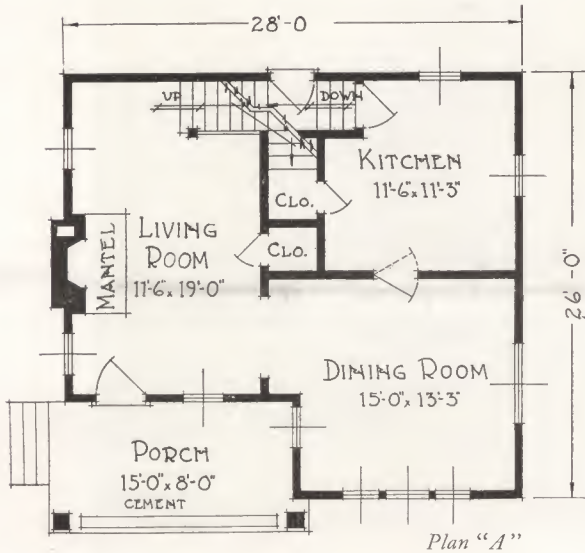 28'-0
UP
DOWN
KITCHEN
11'-6" x 11'-3"
CLO.
LIVING
ROOM
11'-6" x 19'-0"
MANTEL
CLO.
26'-0"
DINING ROOM
15'-0" x 13'-3"
PORCH
15'-0" x 8'-0"
CEMENT
Plan "A"